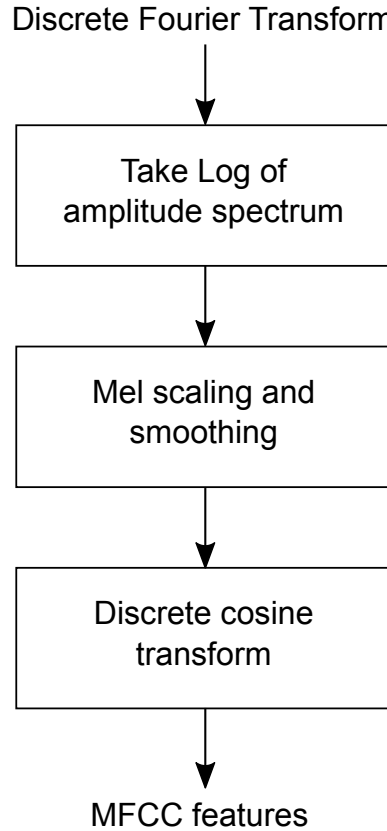 Discrete Fourier Transform
Take Log of
amplitude spectrum
Mel scaling and
smoothing
Discrete cosine
transform
MFCC features